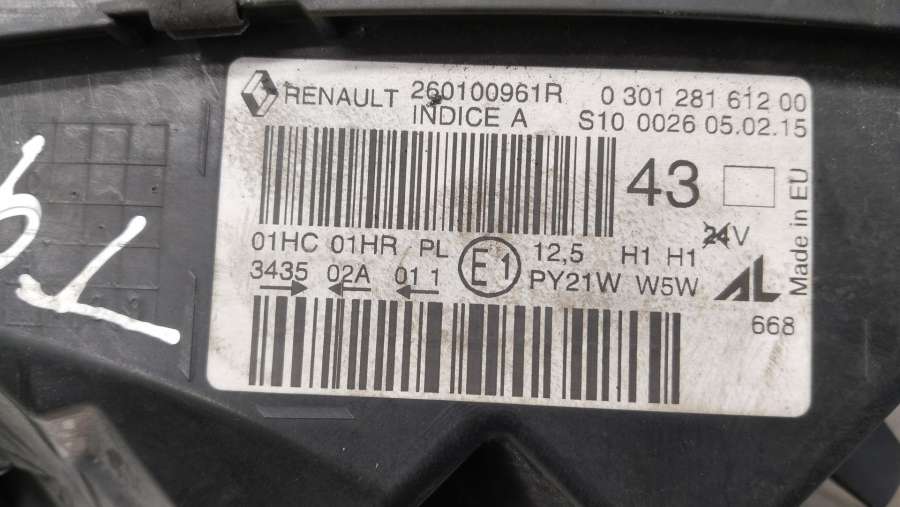 RENAULT 260100961R 0 301 281 612 00
INDICE A S10 0026 05.02.15
43
01HC 01HR PL E1 12,5 H1 H1 24V
3435 02A 01 1 PY21W W5W AL
668
Made in EU